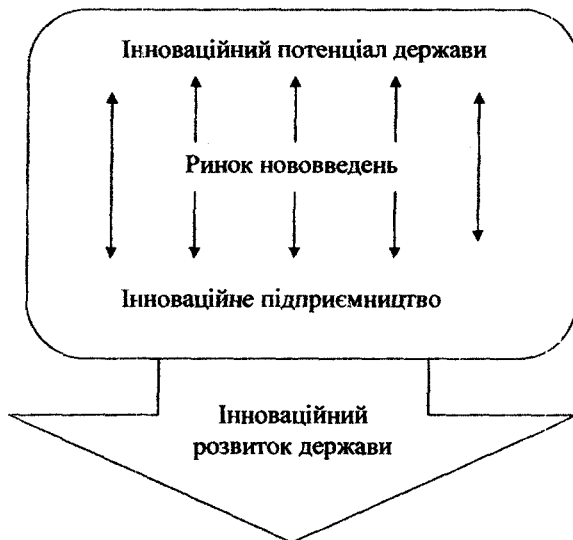 Інноваційний потенціал держави
Ринок нововведень
Інноваційне підприємництво
Інноваційний
розвиток держави